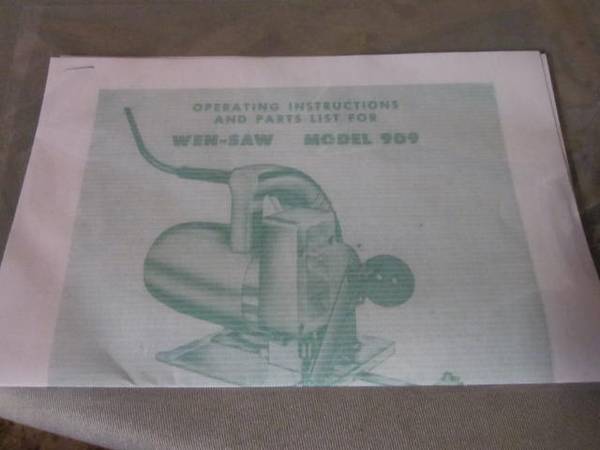 OPERATING INSTRUCTIONS
AND PARTS LIST FOR
WEN-SAW MODEL 909